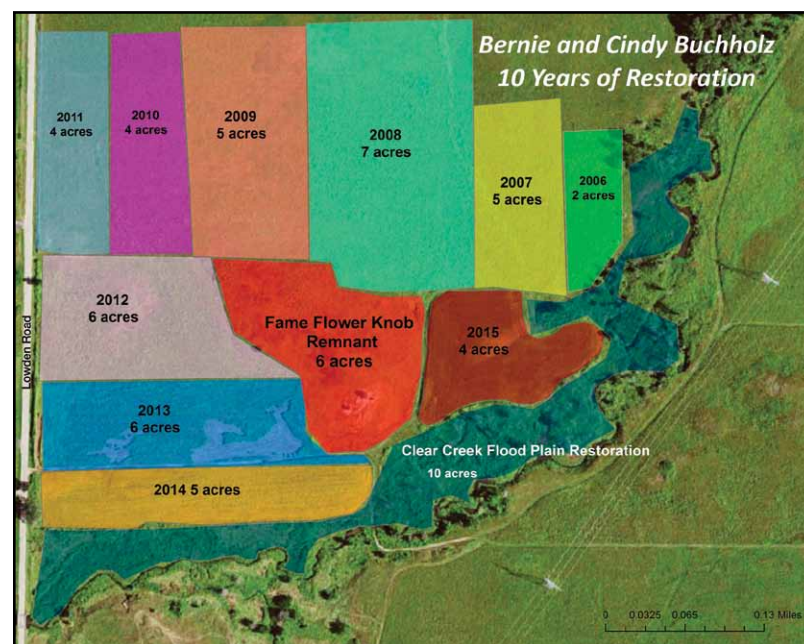 Bernie and Cindy Buchholz
10 Years of Restoration
2011
4 acres
2010
4 acres
2009
5 acres
2008
7 acres
2007
5 acres
2006
2 acres
2012
6 acres
Fame Flower Knob
Remnant
6 acres
2015
4 acres
Lowden Road
2013
6 acres
Clear Creek Flood Plain Restoration
10 acres
2014 5 acres
0 0.0325 0.065 0.13 Miles